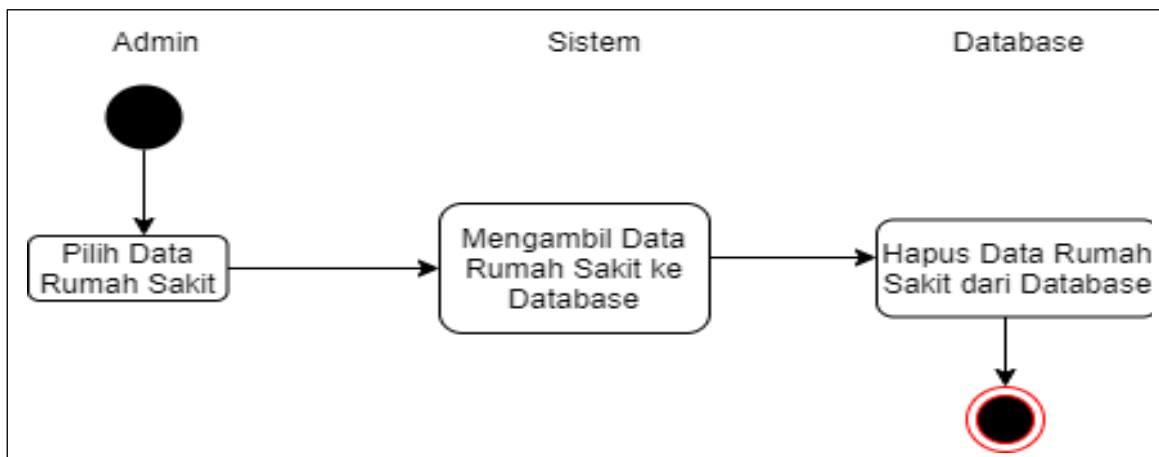 Admin
Sistem
Database
Pilih Data
Rumah Sakit
Mengambil Data
Rumah Sakit ke
Database
Hapus Data Rumah
Sakit dari Database